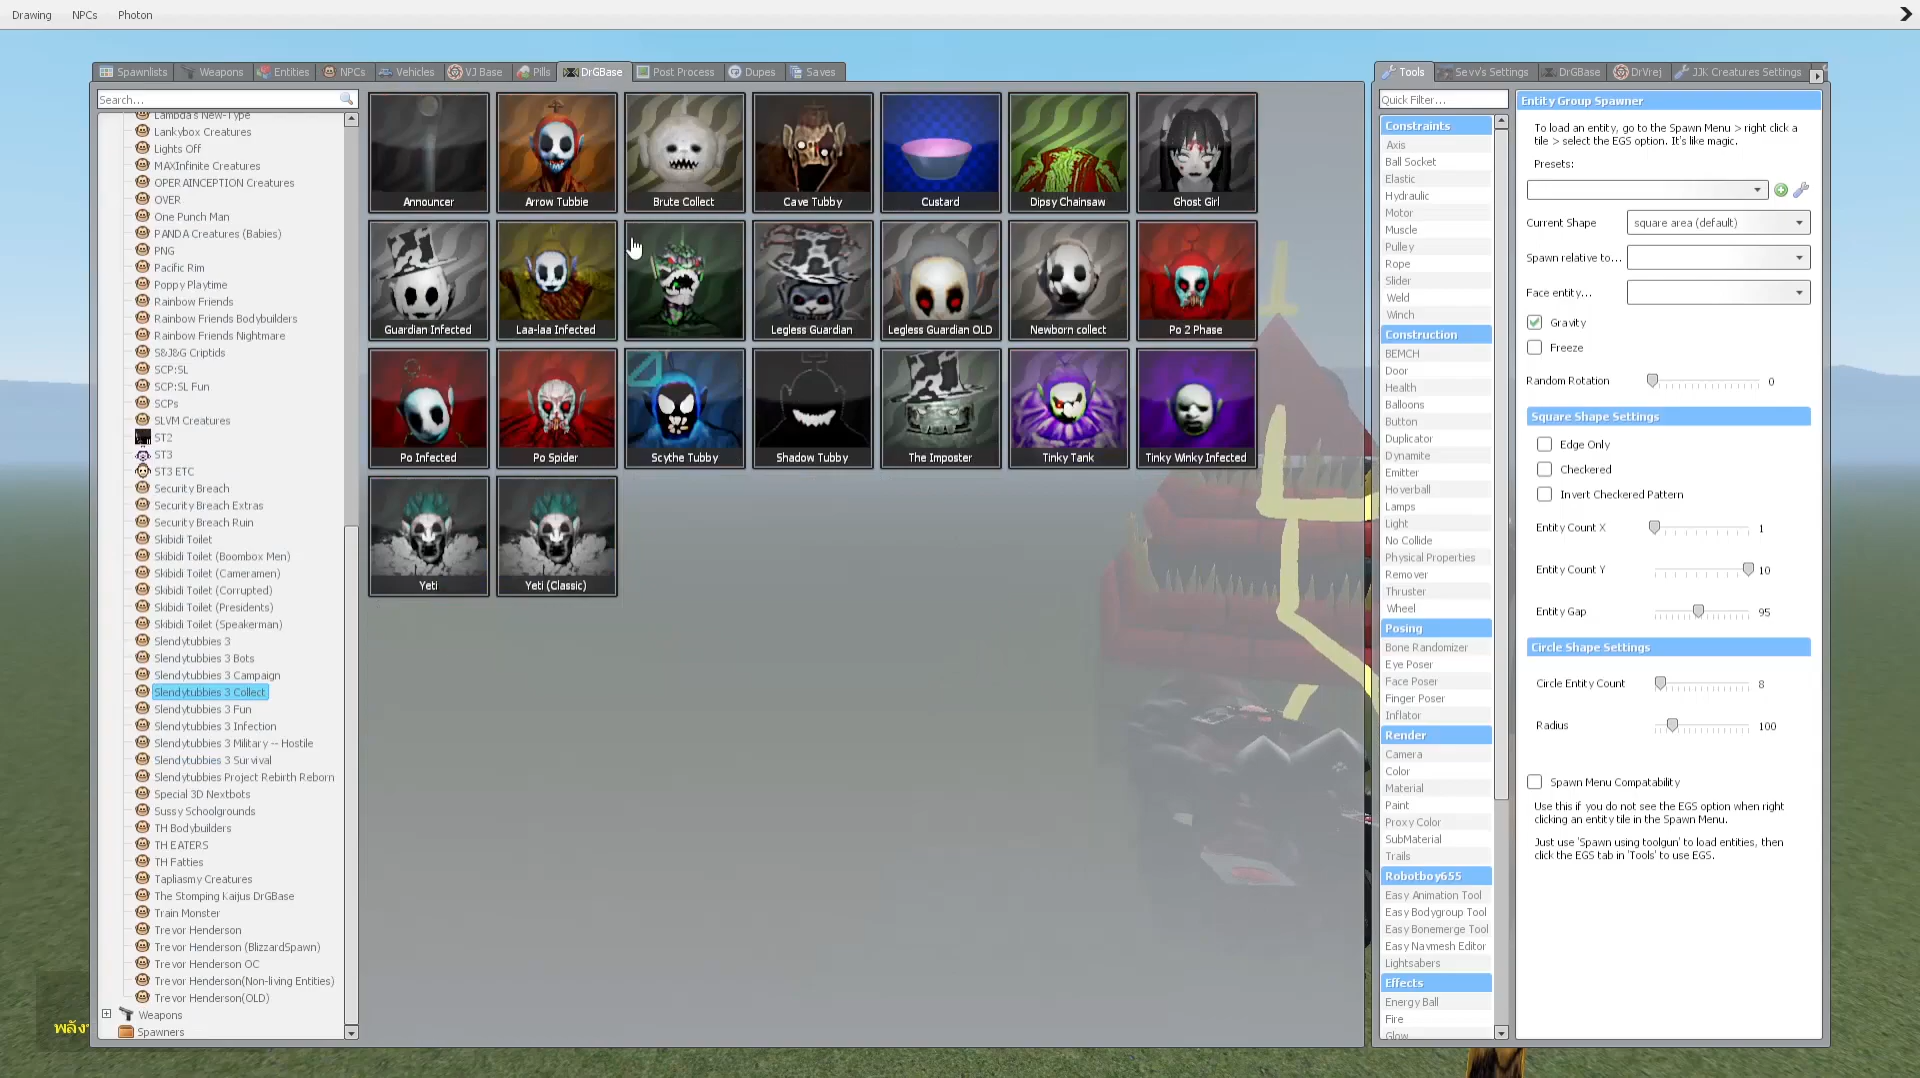 Drawing NPCs Photon
Spawnlists Weapons Entities NPCs Vehicles VJ Base Pills DrGBase Post Process Dupes Saves
Search...
Lambda's New-Type
Lankybox Creatures
Lights Off
MAXInfinite Creatures
OPERAINCEPTION Creatures
OVER
One Punch Man
PANDA Creatures (Babies)
PNG
Pacific Rim
Poppy Playtime
Rainbow Friends
Rainbow Friends Bodybuilders
Rainbow Friends Nightmare
S&J&G Criptids
SCP:SL
SCP:SL Fun
SCPs
SLVM Creatures
ST2
ST3
ST3 ETC
Security Breach
Security Breach Extras
Security Breach Ruin
Skibidi Toilet
Skibidi Toilet (Boombox Men)
Skibidi Toilet (Cameramen)
Skibidi Toilet (Corrupted)
Skibidi Toilet (Presidents)
Skibidi Toilet (Speakerman)
Slendytubbies 3
Slendytubbies 3 Bots
Slendytubbies 3 Campaign
Slendytubbies 3 Collect
Slendytubbies 3 Fun
Slendytubbies 3 Infection
Slendytubbies 3 Military -- Hostile
Slendytubbies 3 Survival
Slendytubbies Project Rebirth Reborn
Special 3D Nextbots
Sussy Schoolgrounds
TH Bodybuilders
TH EATERS
TH Fatties
Tapliasmy Creatures
The Stomping Kaijus DrGBase
Train Monster
Trevor Henderson
Trevor Henderson (BlizzardSpawn)
Trevor Henderson OC
Trevor Henderson(Non-living Entities)
Trevor Henderson(OLD)
Weapons
Spawners
Announcer Arrow Tubbie Brute Collect Cave Tubby Custard Dipsy Chainsaw Ghost Girl
Guardian Infected Laa-laa Infected Legless Guardian Legless Guardian OLD Newborn collect Po 2 Phase
Po Infected Po Spider Scythe Tubby Shadow Tubby The Imposter Tinky Tank Tinky Winky Infected
Yeti Yeti (Classic)
Tools Sevv's Settings DrGBase DrVrej JJK Creatures Settings
Quick Filter...
Constraints
Axis
Ball Socket
Elastic
Hydraulic
Motor
Muscle
Pulley
Rope
Slider
Weld
Winch
Construction
BEMCH
Door
Health
Balloons
Button
Duplicator
Dynamite
Emitter
Hoverball
Lamps
Light
No Collide
Physical Properties
Remover
Thruster
Wheel
Posing
Bone Randomizer
Eye Poser
Face Poser
Finger Poser
Inflator
Render
Camera
Color
Material
Paint
Proxy Color
SubMaterial
Trails
Robotboy655
Easy Animation Tool
Easy Bodygroup Tool
Easy Bonemerge Tool
Easy Navmesh Editor
Lightsabers
Effects
Energy Ball
Fire
Glow
Entity Group Spawner
To load an entity, go to the Spawn Menu > right click a
tile > select the EGS option. It's like magic.
Presets:
Current Shape square area (default)
Spawn relative to...
Face entity...
Gravity
Freeze
Random Rotation 0
Square Shape Settings
Edge Only
Checkered
Invert Checkered Pattern
Entity Count X 1
Entity Count Y 10
Entity Gap 95
Circle Shape Settings
Circle Entity Count 8
Radius 100
Spawn Menu Compatability
Use this if you do not see the EGS option when right
clicking an entity tile in the Spawn Menu.
Just use 'Spawn using toolgun' to load entities, then
click the EGS tab in 'Tools' to use EGS.